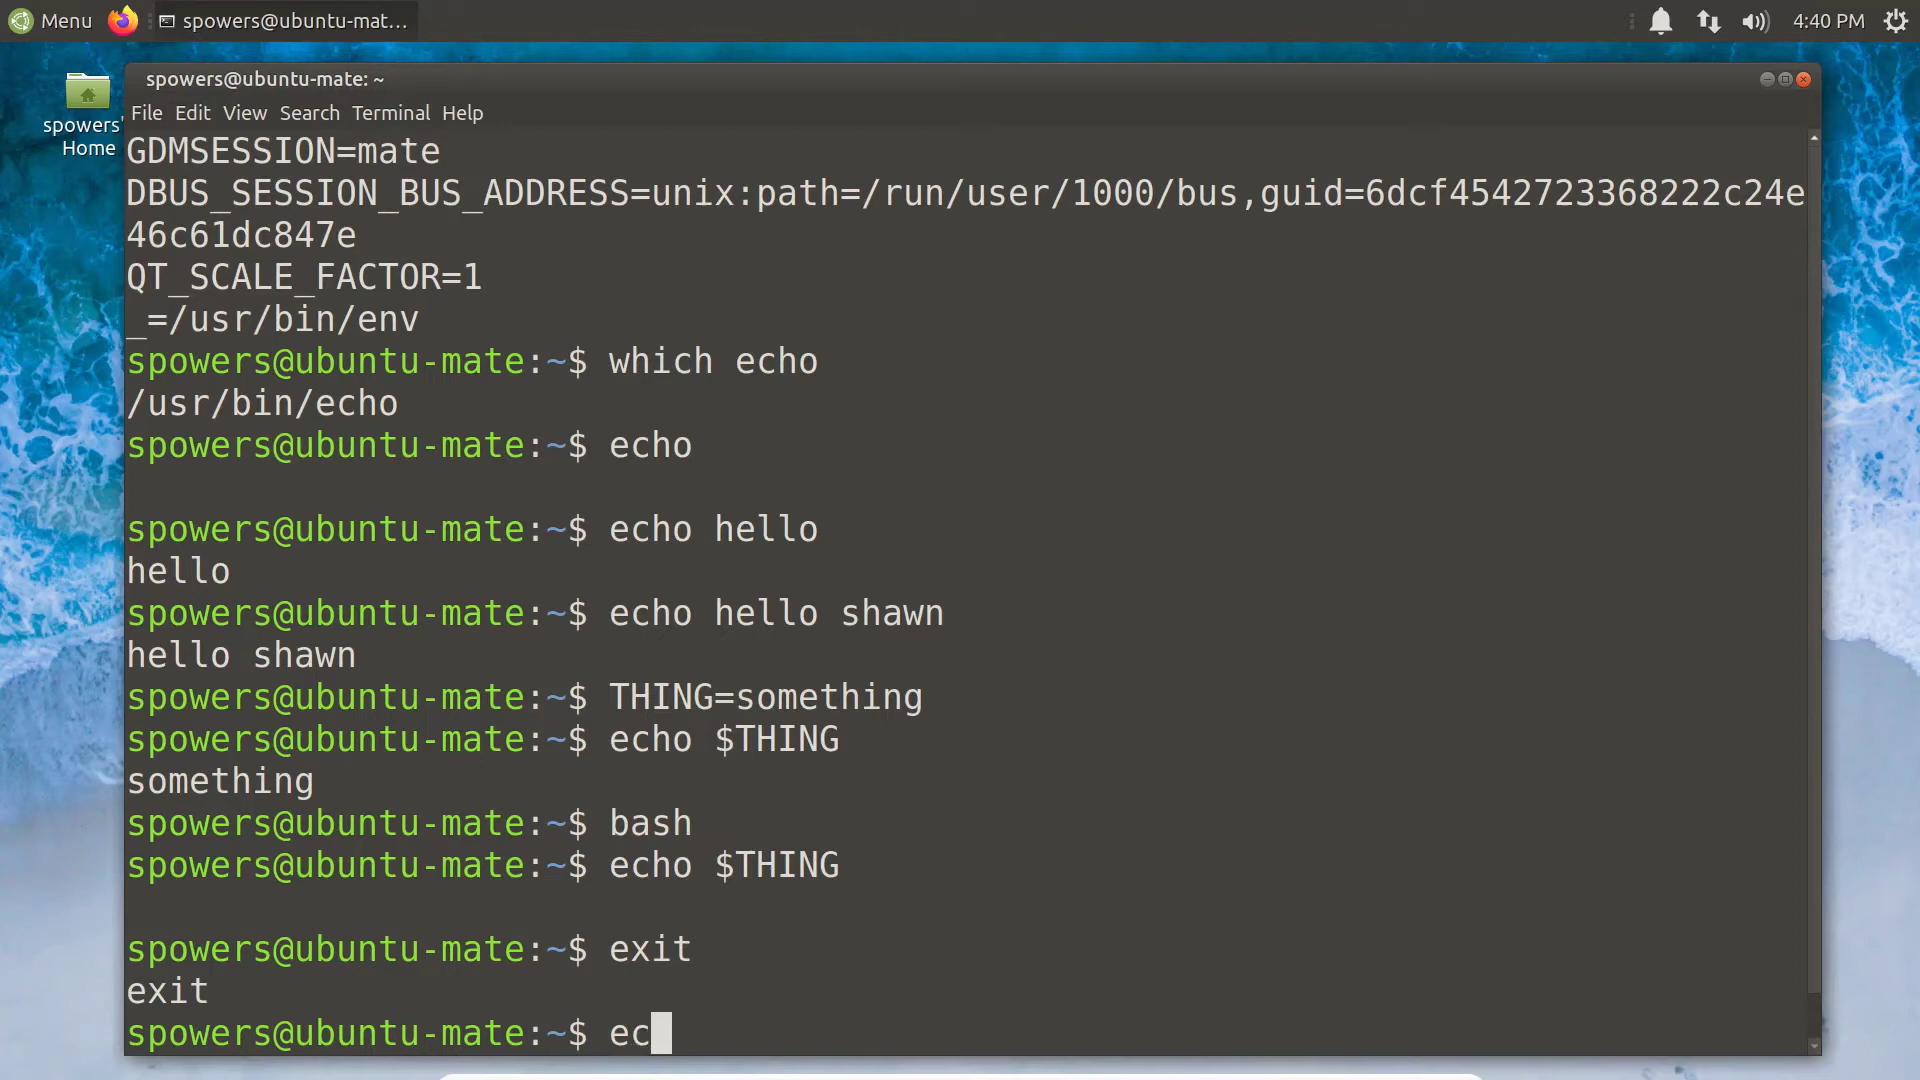 Menu
spowers@ubuntu-mat...
4:40 PM
spowers'
Home
spowers@ubuntu-mate: ~
File Edit View Search Terminal Help
GDMSESSION=mate
DBUS_SESSION_BUS_ADDRESS=unix:path=/run/user/1000/bus,guid=6dcf4542723368222c24e
46c61dc847e
QT_SCALE_FACTOR=1
_=/usr/bin/env
spowers@ubuntu-mate:~$ which echo
/usr/bin/echo
spowers@ubuntu-mate:~$ echo
spowers@ubuntu-mate:~$ echo hello
hello
spowers@ubuntu-mate:~$ echo hello shawn
hello shawn
spowers@ubuntu-mate:~$ THING=something
spowers@ubuntu-mate:~$ echo $THING
something
spowers@ubuntu-mate:~$ bash
spowers@ubuntu-mate:~$ echo $THING
spowers@ubuntu-mate:~$ exit
exit
spowers@ubuntu-mate:~$ ec